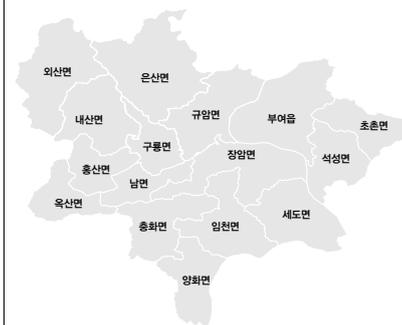 외산면
은산면
내산면
규암면
부여읍
초촌면
구룡면
장암면
석성면
홍산면
남면
옥산면
세도면
충화면
임천면
양화면